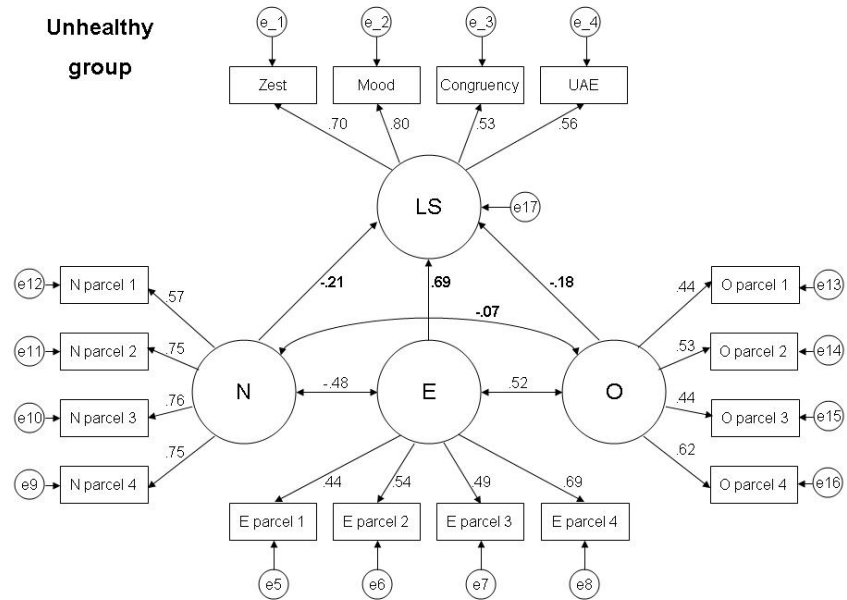 Unhealthy
group
e_1 e_2 e_3 e_4
Zest Mood Congruency UAE
.70 .80 .53 .56
LS e17
-.21 .69 -.18
-.07
e12 N parcel 1 .57
e11 N parcel 2 .75
e10 N parcel 3 .76
e9 N parcel 4 .75
N -.48 E .52 O
.44 O parcel 1 e13
.53 O parcel 2 e14
.44 O parcel 3 e15
.62 O parcel 4 e16
.44 .54 .49 .69
E parcel 1 E parcel 2 E parcel 3 E parcel 4
e5 e6 e7 e8